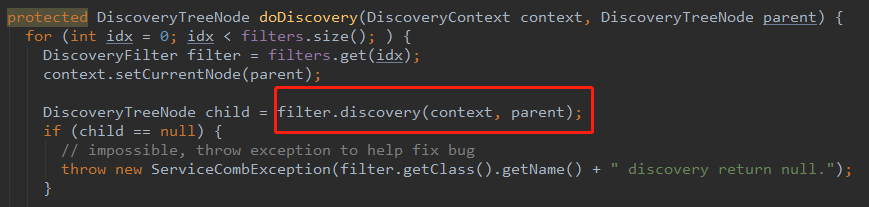 protected DiscoveryTreeNode doDiscovery(DiscoveryContext context, DiscoveryTreeNode parent) {
for (int idx = 0; idx < filters.size(); ) {
DiscoveryFilter filter = filters.get(idx);
context.setCurrentNode(parent);
DiscoveryTreeNode child = filter.discovery(context, parent);
if (child == null) {
// impossible, throw exception to help fix bug
throw new ServiceCombException(filter.getClass().getName() + " discovery return null.");
}